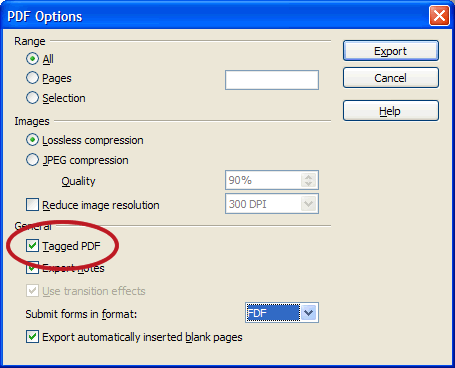 PDF Options
Range
All
Pages
Selection
Export
Cancel
Help
Images
Lossless compression
JPEG compression
Quality
90%
Reduce image resolution
300 DPI
General
Tagged PDF
Export notes
Use transition effects
Submit forms in format:
FDF
Export automatically inserted blank pages